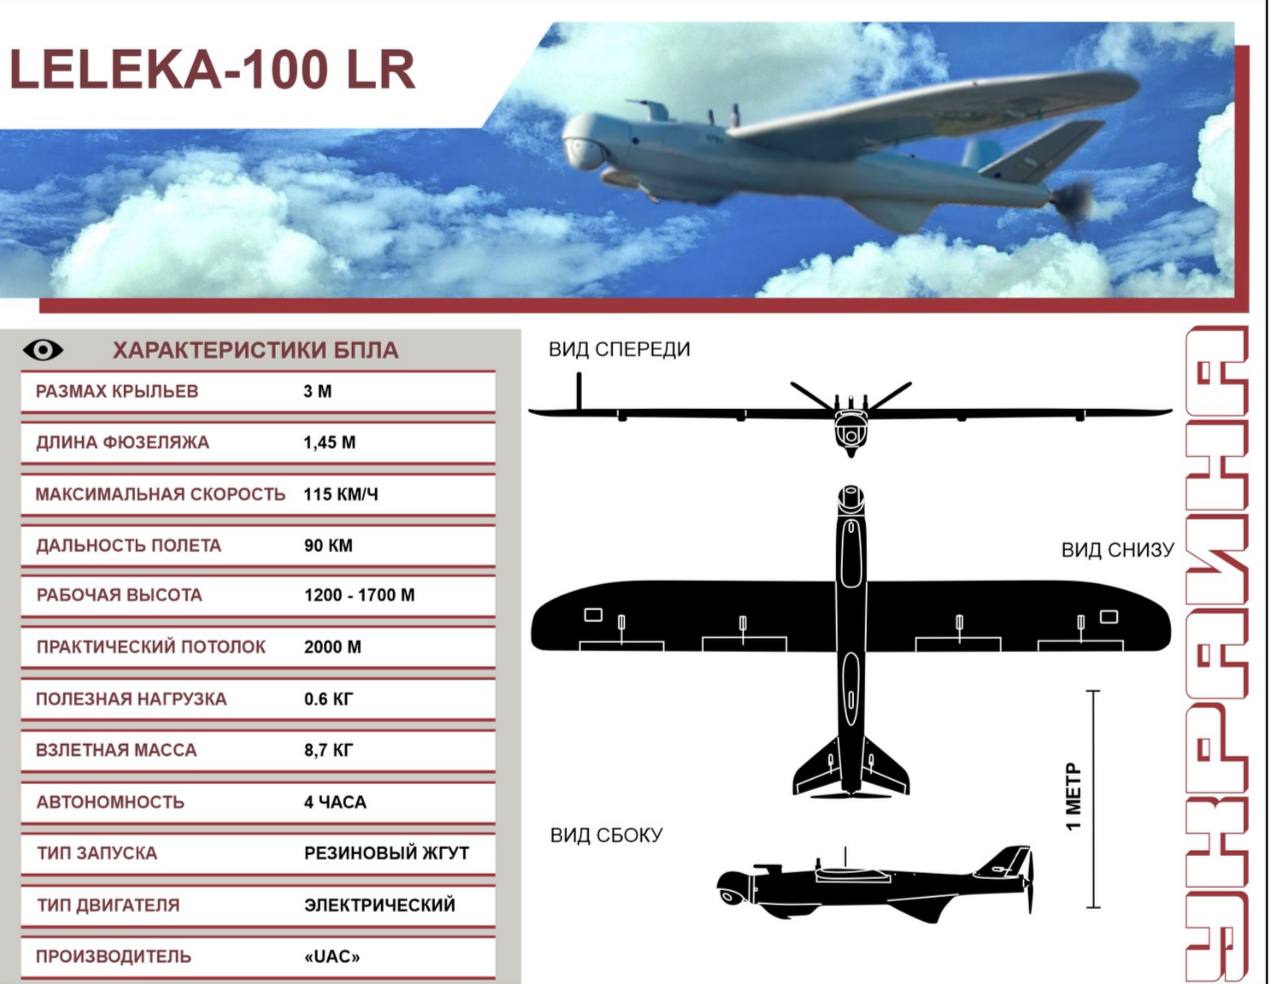 LELEKA-100 LR
ХАРАКТЕРИСТИКИ БПЛА
РАЗМАХ КРЫЛЬЕВ 3 М
ДЛИНА ФЮЗЕЛЯЖА 1,45 М
МАКСИМАЛЬНАЯ СКОРОСТЬ 115 КМ/Ч
ДАЛЬНОСТЬ ПОЛЕТА 90 КМ
РАБОЧАЯ ВЫСОТА 1200 - 1700 М
ПРАКТИЧЕСКИЙ ПОТОЛОК 2000 М
ПОЛЕЗНАЯ НАГРУЗКА 0.6 КГ
ВЗЛЕТНАЯ МАССА 8,7 КГ
АВТОНОМНОСТЬ 4 ЧАСА
ТИП ЗАПУСКА РЕЗИНОВЫЙ ЖГУТ
ТИП ДВИГАТЕЛЯ ЭЛЕКТРИЧЕСКИЙ
ПРОИЗВОДИТЕЛЬ «UAC»
ВИД СПЕРЕДИ
ВИД СНИЗУ
1 МЕТР
ВИД СБОКУ
УКРАИНА